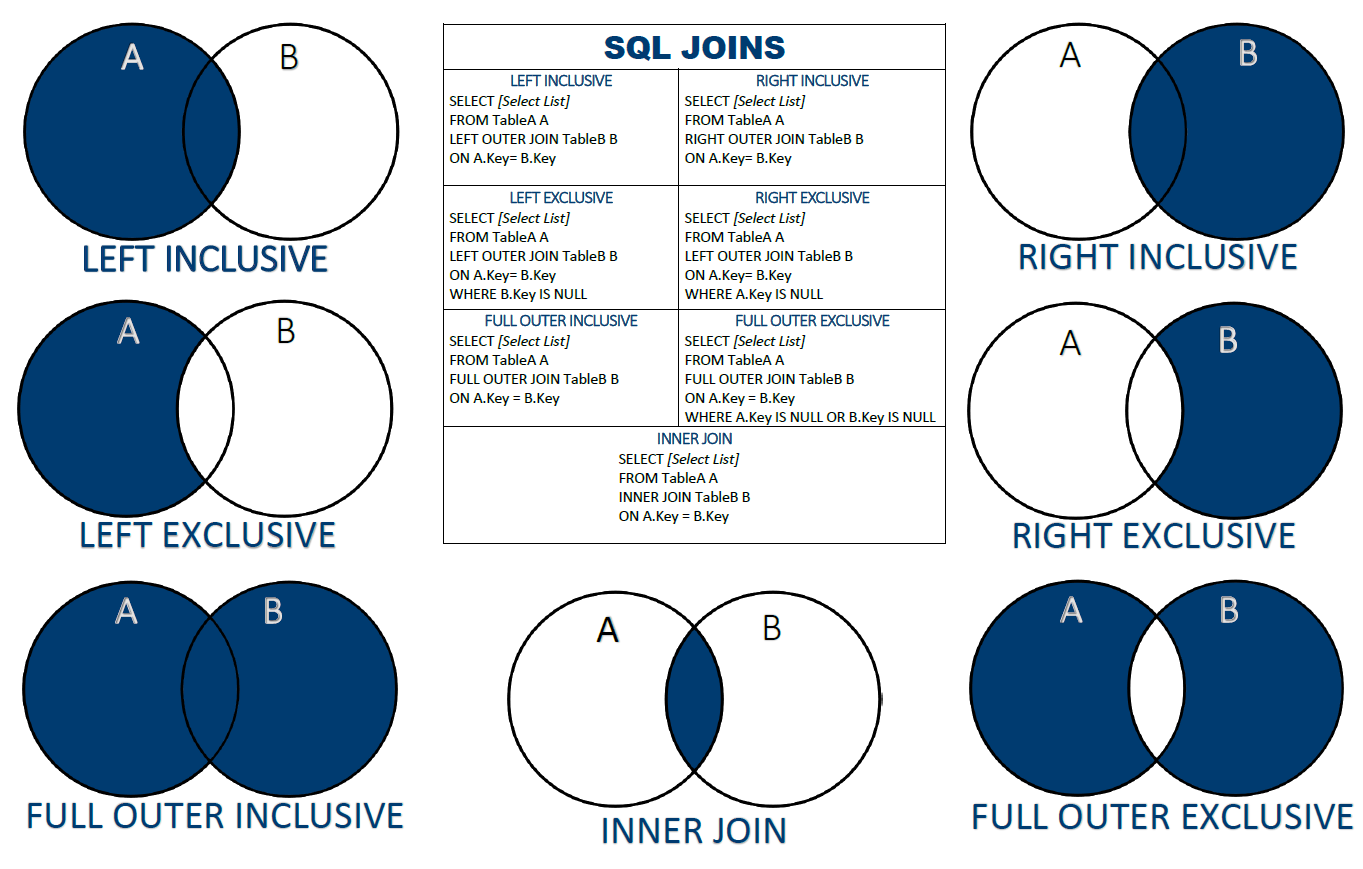 A
B
LEFT INCLUSIVE
A
B
LEFT EXCLUSIVE
A
B
FULL OUTER INCLUSIVE
SQL JOINS
LEFT INCLUSIVE
SELECT [Select List]
FROM TableA A
LEFT OUTER JOIN TableB B
ON A.Key= B.Key
RIGHT INCLUSIVE
SELECT [Select List]
FROM TableA A
RIGHT OUTER JOIN TableB B
ON A.Key= B.Key
LEFT EXCLUSIVE
SELECT [Select List]
FROM TableA A
LEFT OUTER JOIN TableB B
ON A.Key= B.Key
WHERE B.Key IS NULL
RIGHT EXCLUSIVE
SELECT [Select List]
FROM TableA A
LEFT OUTER JOIN TableB B
ON A.Key= B.Key
WHERE A.Key IS NULL
FULL OUTER INCLUSIVE
SELECT [Select List]
FROM TableA A
FULL OUTER JOIN TableB B
ON A.Key = B.Key
FULL OUTER EXCLUSIVE
SELECT [Select List]
FROM TableA A
FULL OUTER JOIN TableB B
ON A.Key = B.Key
WHERE A.Key IS NULL OR B.Key IS NULL
INNER JOIN
SELECT [Select List]
FROM TableA A
INNER JOIN TableB B
ON A.Key = B.Key
A
B
INNER JOIN
A
B
RIGHT INCLUSIVE
A
B
RIGHT EXCLUSIVE
A
B
FULL OUTER EXCLUSIVE